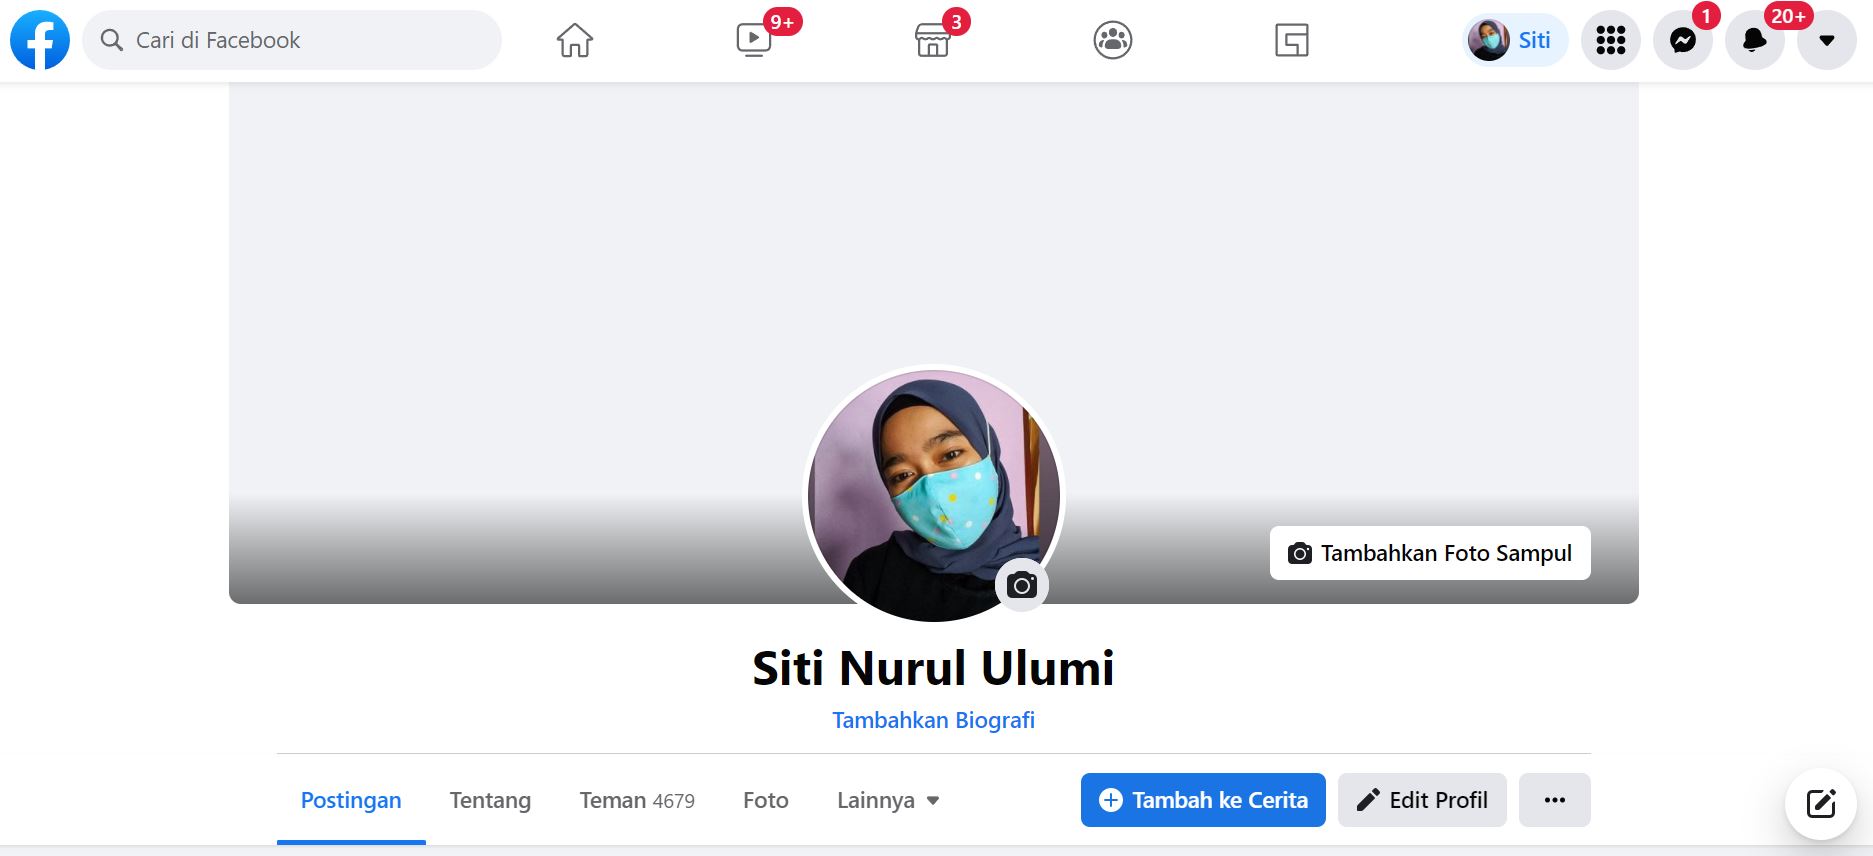 Cari di Facebook
9+
3
Siti
1
20+
Tambahkan Foto Sampul
Siti Nurul Ulumi
Tambahkan Biografi
Postingan Tentang Teman 4679 Foto Lainnya Tambah ke Cerita Edit Profil